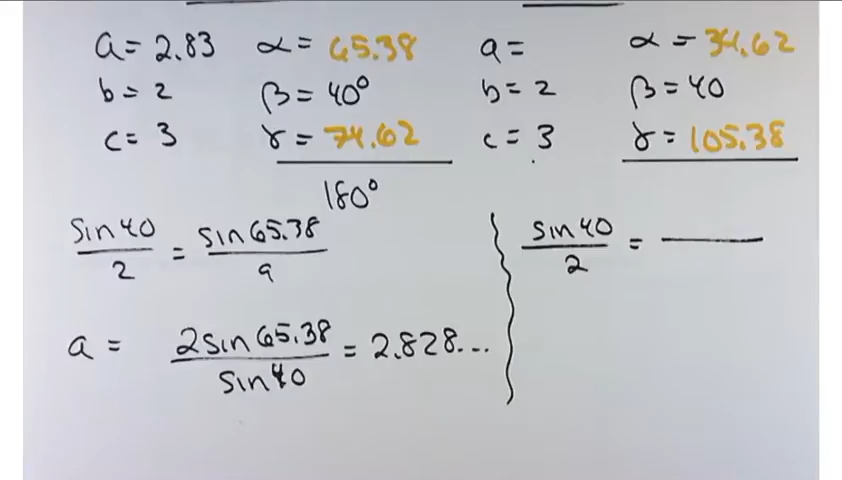 a = 2.83 α = 65.38 a = α = 34.62
b = 2 β = 40° b = 2 β = 40
c = 3 γ = 74.62 c = 3 γ = 105.38
180°
sin 40 / 2 = sin 65.38 / a
a = 2 sin 65.38 / sin 40 = 2.828...
sin 40 / 2 =